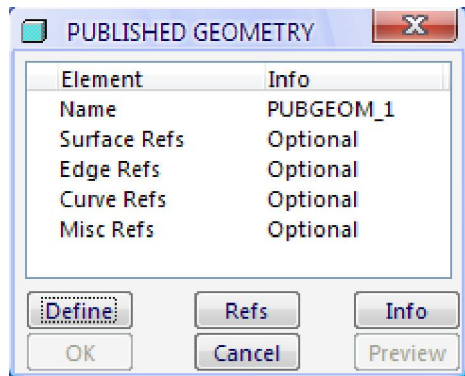 PUBLISHED GEOMETRY
Element Info
Name PUBGEOM_1
Surface Refs Optional
Edge Refs Optional
Curve Refs Optional
Misc Refs Optional
Define Refs Info
OK Cancel Preview